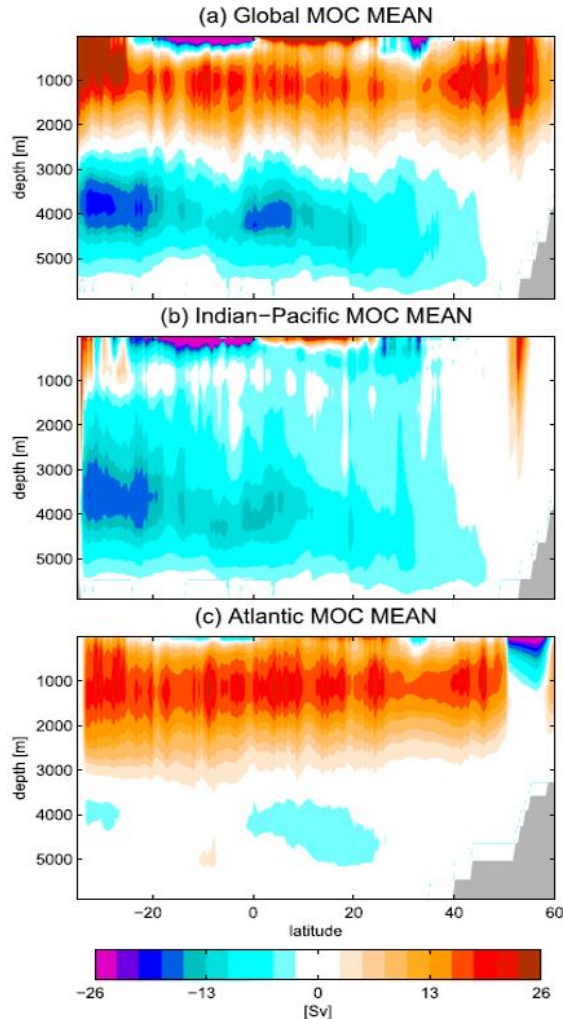 (a) Global MOC MEAN
depth [m]
1000
2000
3000
4000
5000
(b) Indian-Pacific MOC MEAN
depth [m]
1000
2000
3000
4000
5000
(c) Atlantic MOC MEAN
depth [m]
1000
2000
3000
4000
5000
-20 0 20 40 60
latitude
-26 -13 0 13 26
[Sv]